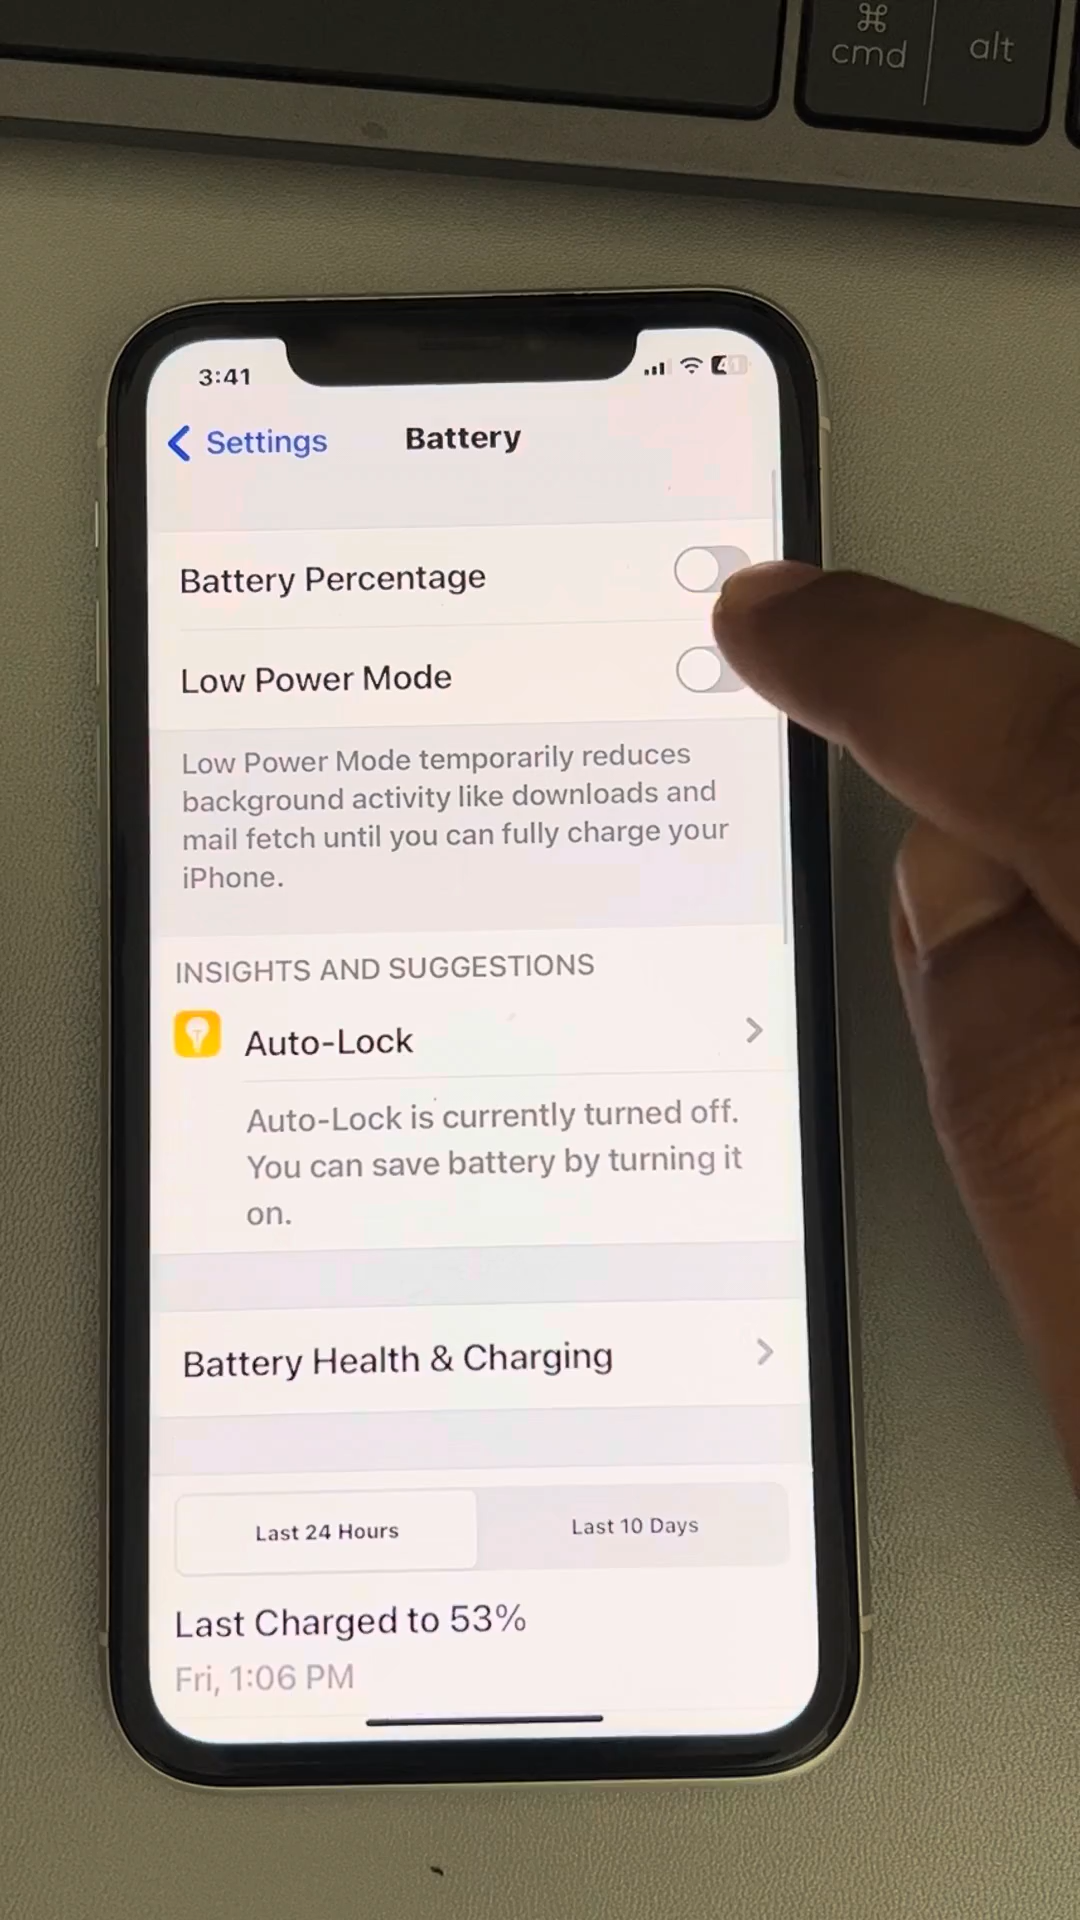 ⌘
cmd
alt
3:41
41
Settings
Battery
Battery Percentage
Low Power Mode
Low Power Mode temporarily reduces
background activity like downloads and
mail fetch until you can fully charge your
iPhone.
INSIGHTS AND SUGGESTIONS
Auto-Lock
Auto-Lock is currently turned off.
You can save battery by turning it
on.
Battery Health & Charging
Last 24 Hours
Last 10 Days
Last Charged to 53%
Fri, 1:06 PM